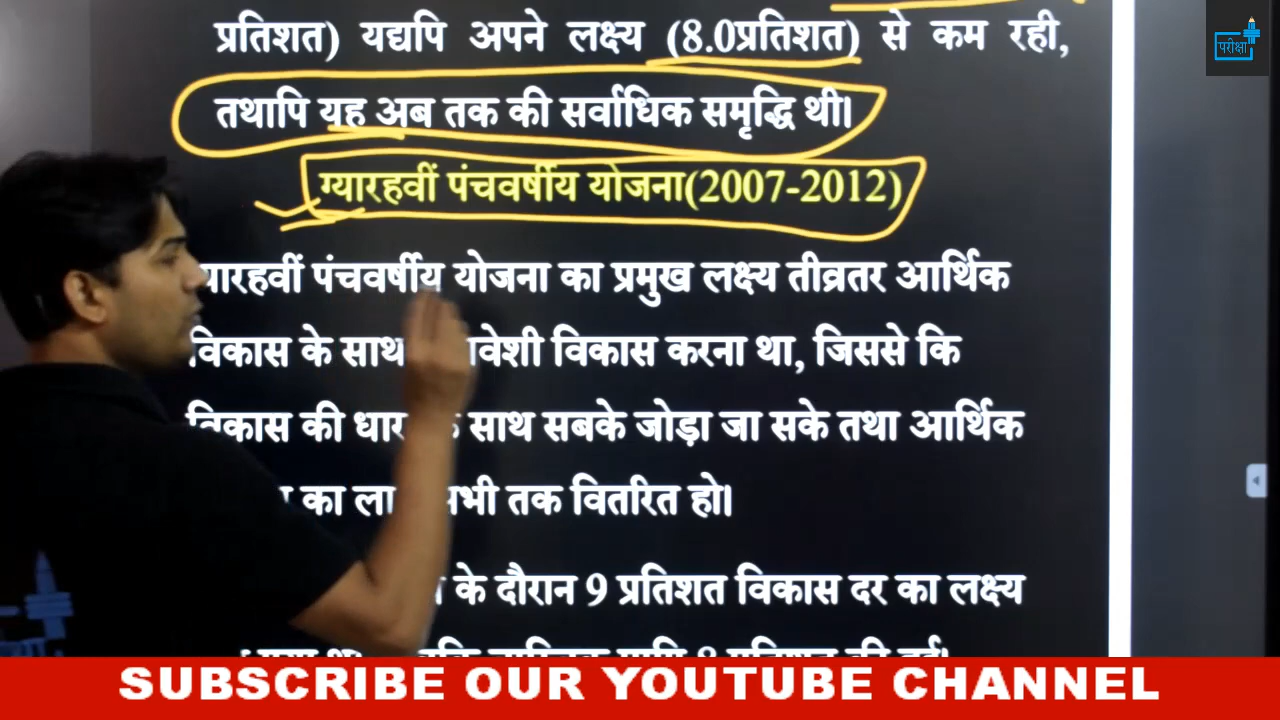 प्रतिशत) यद्यपि अपने लक्ष्य (8.0प्रतिशत) से कम रही,
परीक्षा
तथापि यह अब तक की सर्वाधिक समृद्धि थी।
ग्यारहवीं पंचवर्षीय योजना(2007-2012)
पंचवर्षीय योजना का प्रमुख लक्ष्य तीव्रतर आर्थिक
विकास के साथ विकास करना था, जिससे कि
विकास की साथ सबके जोड़ा जा सके तथा आर्थिक
का तक वितरित हो।
के दौरान 9 प्रतिशत विकास दर का लक्ष्य
SUBSCRIBE OUR YOUTUBE CHANNEL